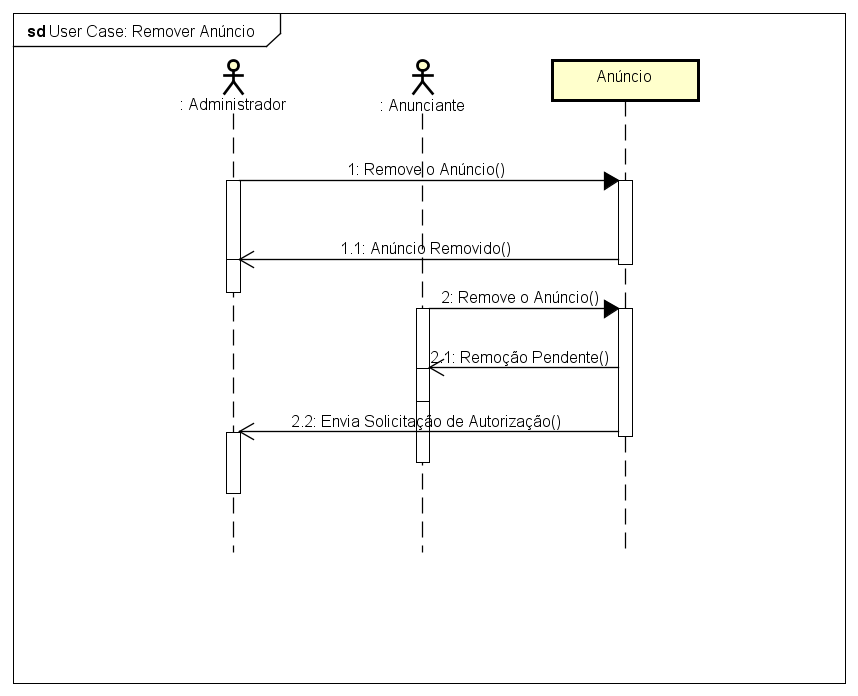 sd User Case: Remover Anúncio
: Administrador
: Anunciante
Anúncio
1: Remove o Anúncio()
1.1: Anúncio Removido()
2: Remove o Anúncio()
2.1: Remoção Pendente()
2.2: Envia Solicitação de Autorização()